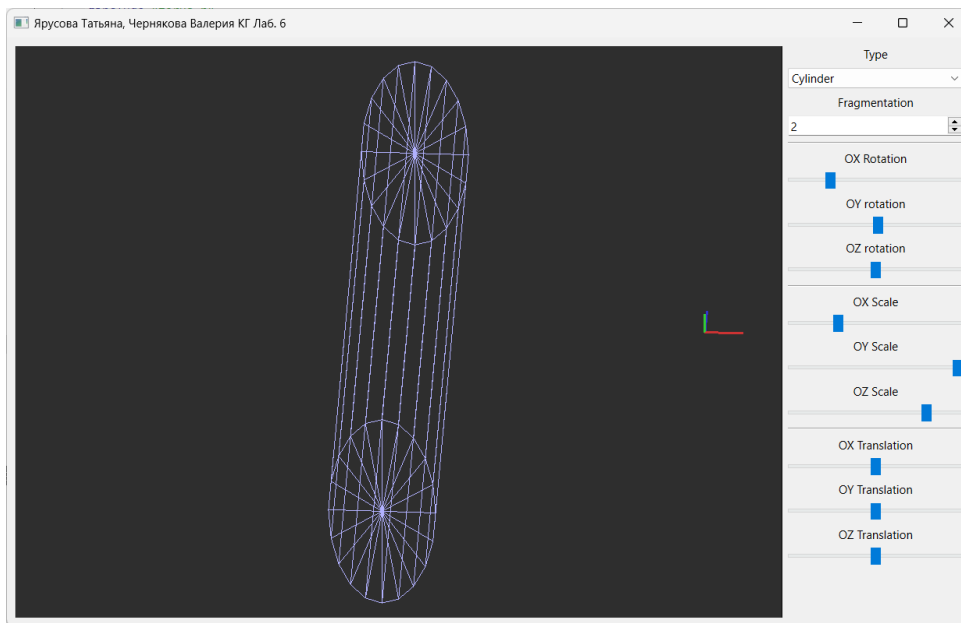 Ярусова Татьяна, Чернякова Валерия КГ Лаб. 6
Type
Cylinder
Fragmentation
2
OX Rotation
OY rotation
OZ rotation
OX Scale
OY Scale
OZ Scale
OX Translation
OY Translation
OZ Translation